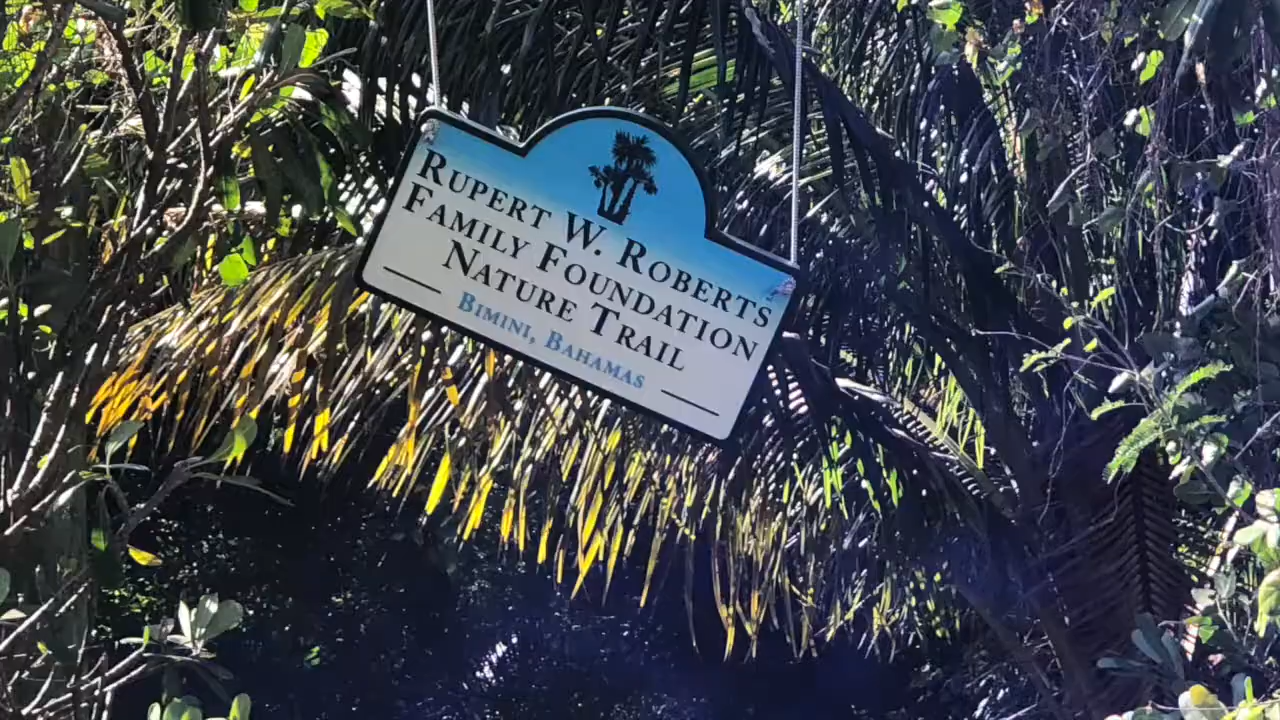 RUPERT W. ROBERTS
FAMILY FOUNDATION
NATURE TRAIL
BIMINI, BAHAMAS